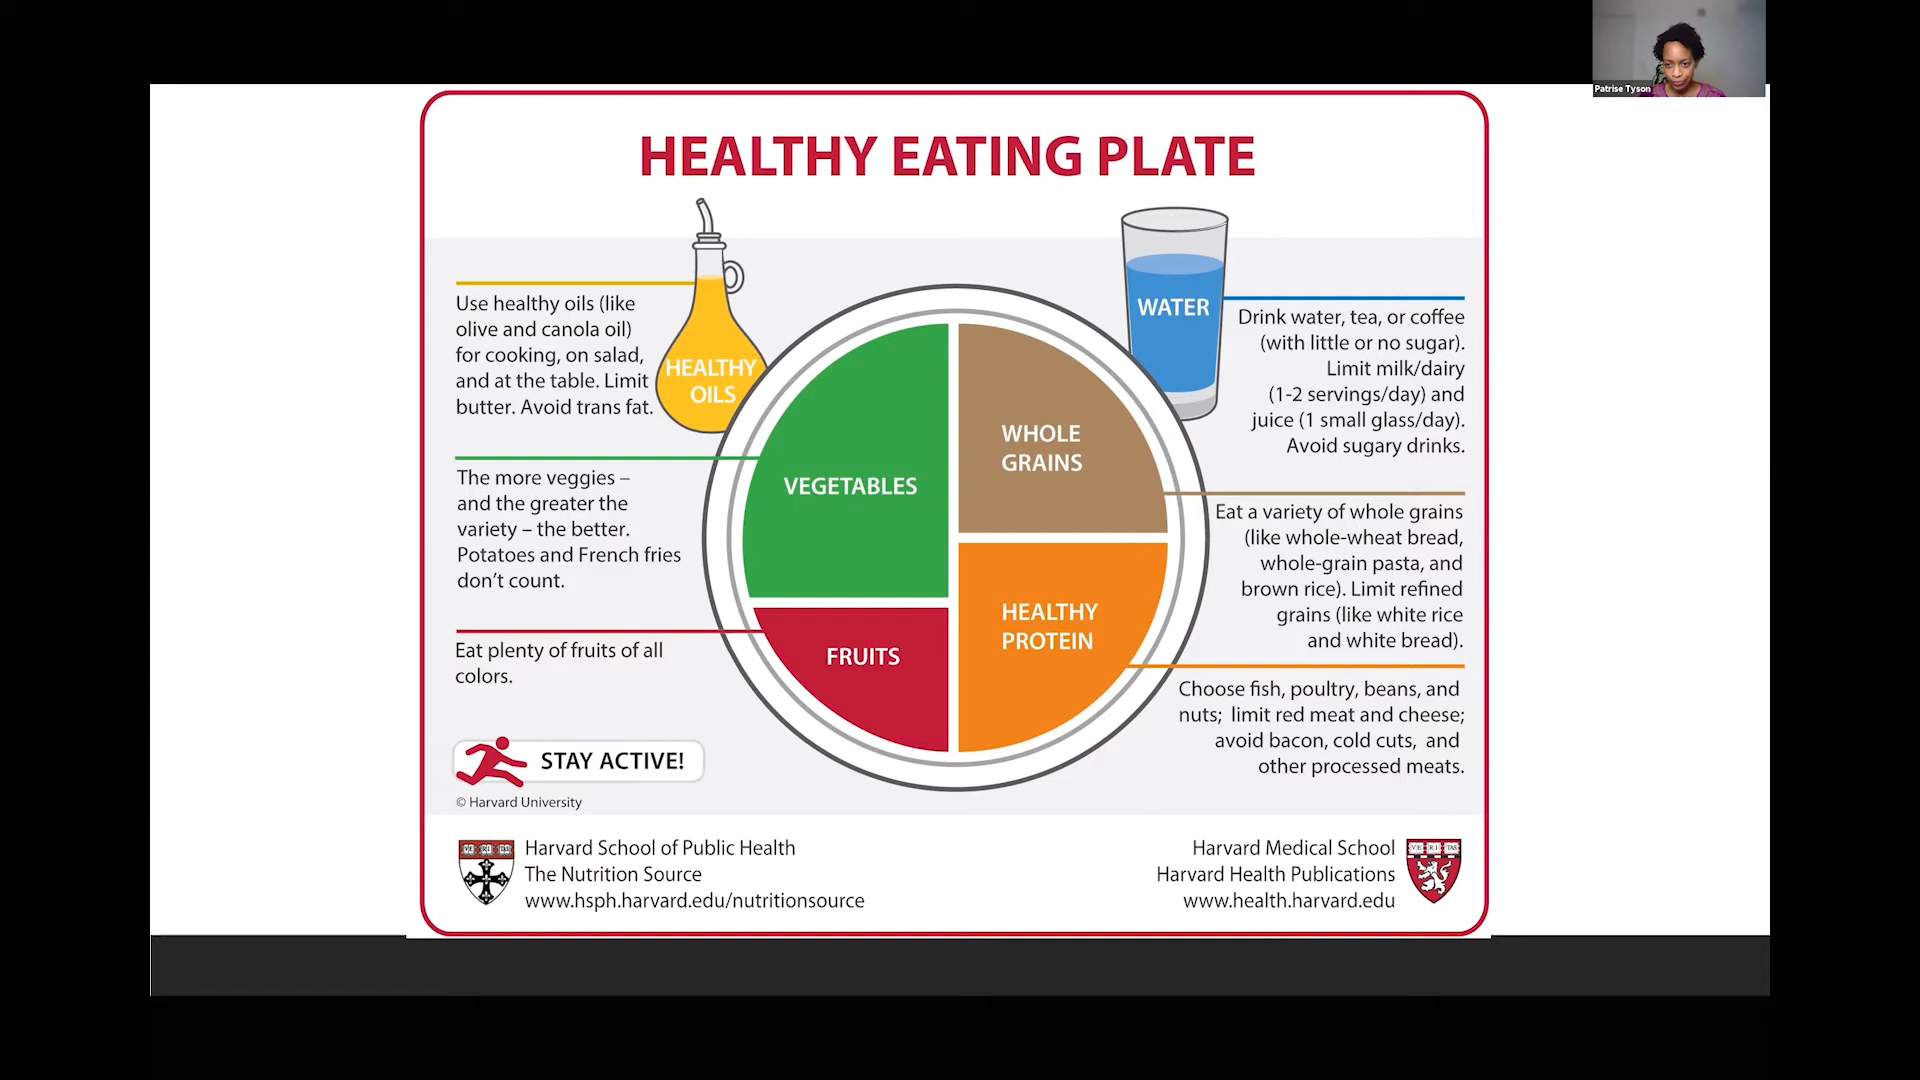 Patrise Tyson
HEALTHY EATING PLATE
Use healthy oils (like
olive and canola oil)
for cooking, on salad,
and at the table. Limit
butter. Avoid trans fat.
HEALTHY
OILS
The more veggies –
and the greater the
variety – the better.
Potatoes and French fries
don't count.
Eat plenty of fruits of all
colors.
VEGETABLES
FRUITS
WHOLE
GRAINS
HEALTHY
PROTEIN
WATER
Drink water, tea, or coffee
(with little or no sugar).
Limit milk/dairy
(1-2 servings/day) and
juice (1 small glass/day).
Avoid sugary drinks.
Eat a variety of whole grains
(like whole-wheat bread,
whole-grain pasta, and
brown rice). Limit refined
grains (like white rice
and white bread).
Choose fish, poultry, beans, and
nuts; limit red meat and cheese;
avoid bacon, cold cuts, and
other processed meats.
STAY ACTIVE!
© Harvard University
VE RI TAS
Harvard School of Public Health
The Nutrition Source
www.hsph.harvard.edu/nutritionsource
Harvard Medical School
Harvard Health Publications
www.health.harvard.edu
VE RI TAS